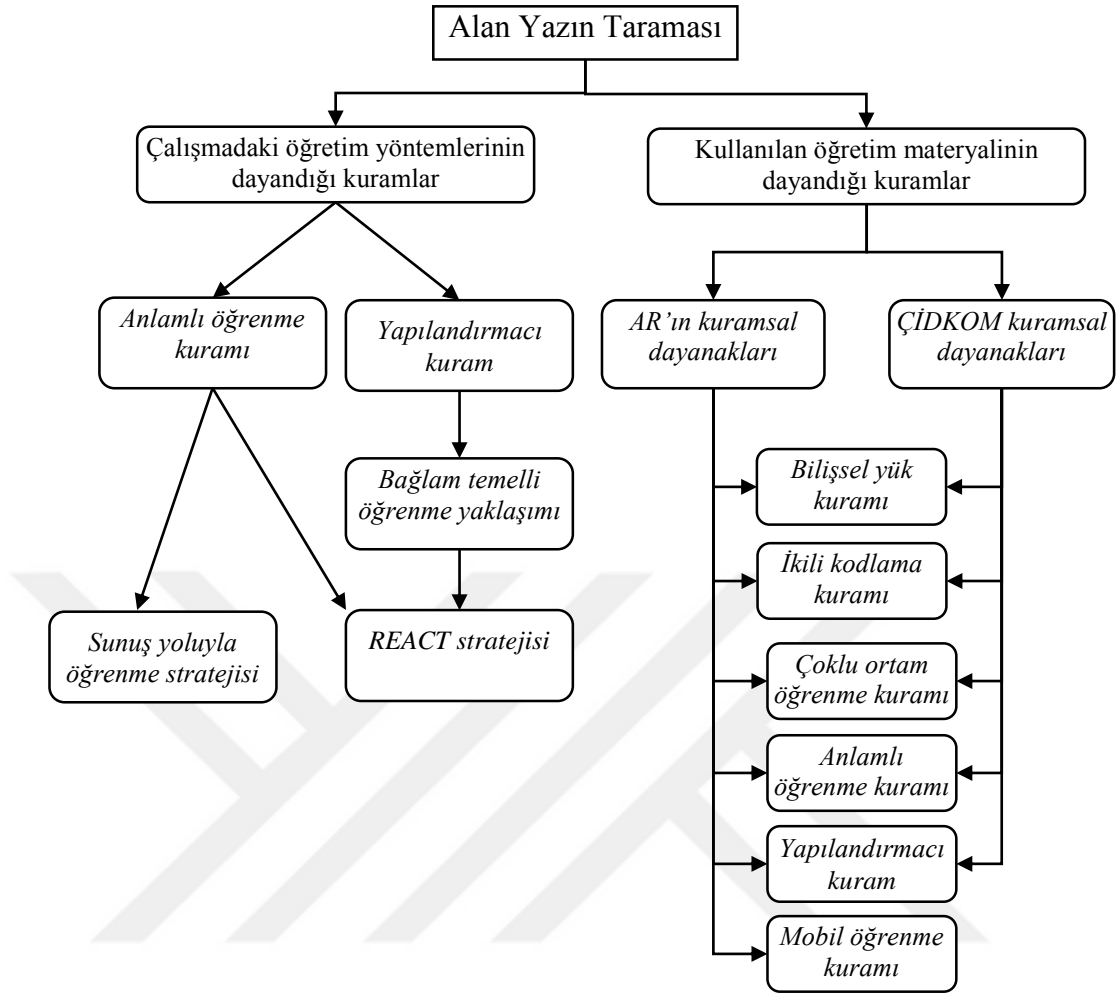 Alan Yazın Taraması
Çalışmadaki öğretim yöntemlerinin
dayandığı kuramlar
Kullanılan öğretim materyalinin
dayandığı kuramlar
Anlamlı öğrenme
kuramı
Yapılandırmacı
kuram
AR’ın kuramsal
dayanakları
ÇİDKOM kuramsal
dayanakları
Bağlam temelli
öğrenme yaklaşımı
Sunuş yoluyla
öğrenme stratejisi
REACT stratejisi
Bilişsel yük
kuramı
İkili kodlama
kuramı
Çoklu ortam
öğrenme kuramı
Anlamlı
öğrenme kuramı
Yapılandırmacı
kuram
Mobil öğrenme
kuramı